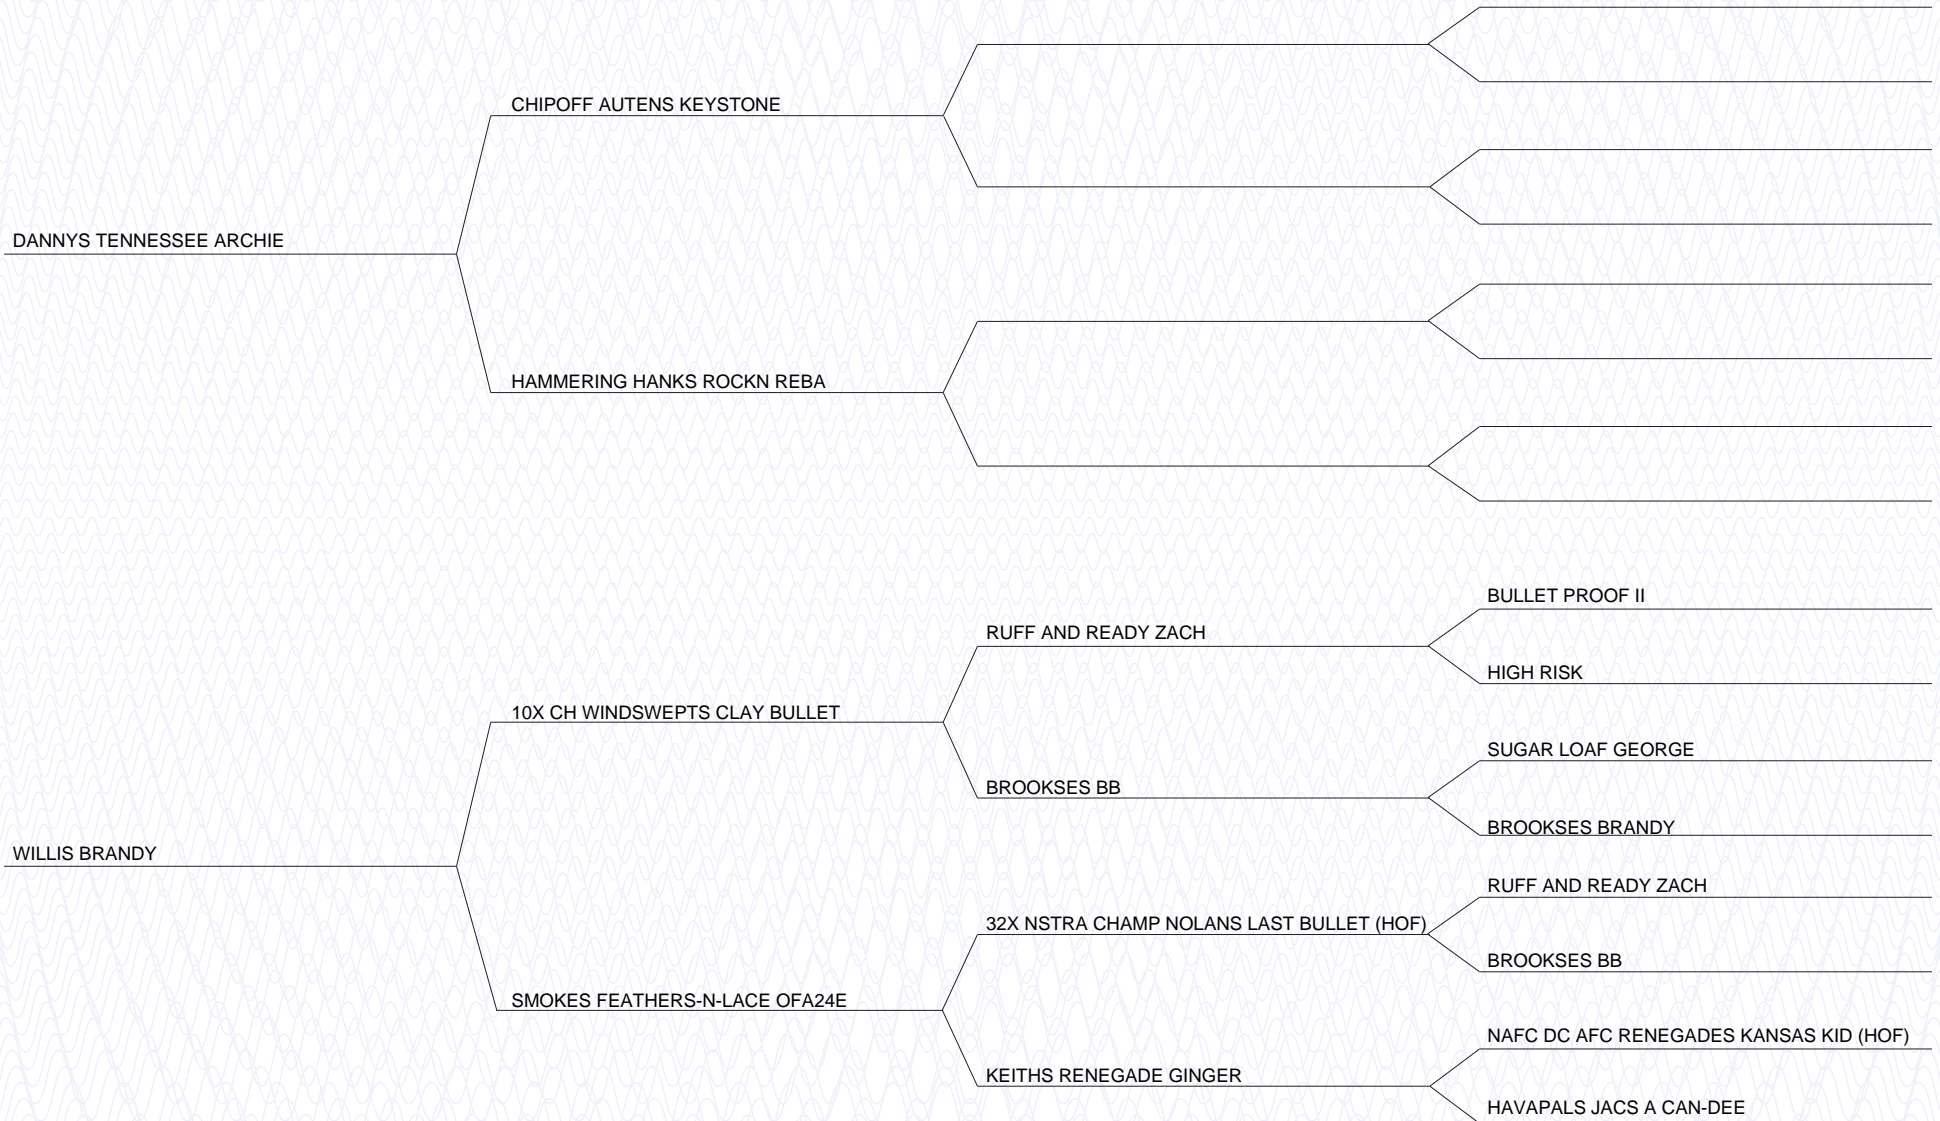 CHIPOFF AUTENS KEYSTONE
DANNYS TENNESSEE ARCHIE
HAMMERING HANKS ROCKN REBA
BULLET PROOF II
RUFF AND READY ZACH
HIGH RISK
10X CH WINDSWEPTS CLAY BULLET
SUGAR LOAF GEORGE
BROOKSES BB
BROOKSES BRANDY
WILLIS BRANDY
RUFF AND READY ZACH
32X NSTRA CHAMP NOLANS LAST BULLET (HOF)
BROOKSES BB
SMOKES FEATHERS-N-LACE OFA24E
NAFC DC AFC RENEGADES KANSAS KID (HOF)
KEITHS RENEGADE GINGER
HAVAPALS JACS A CAN-DEE